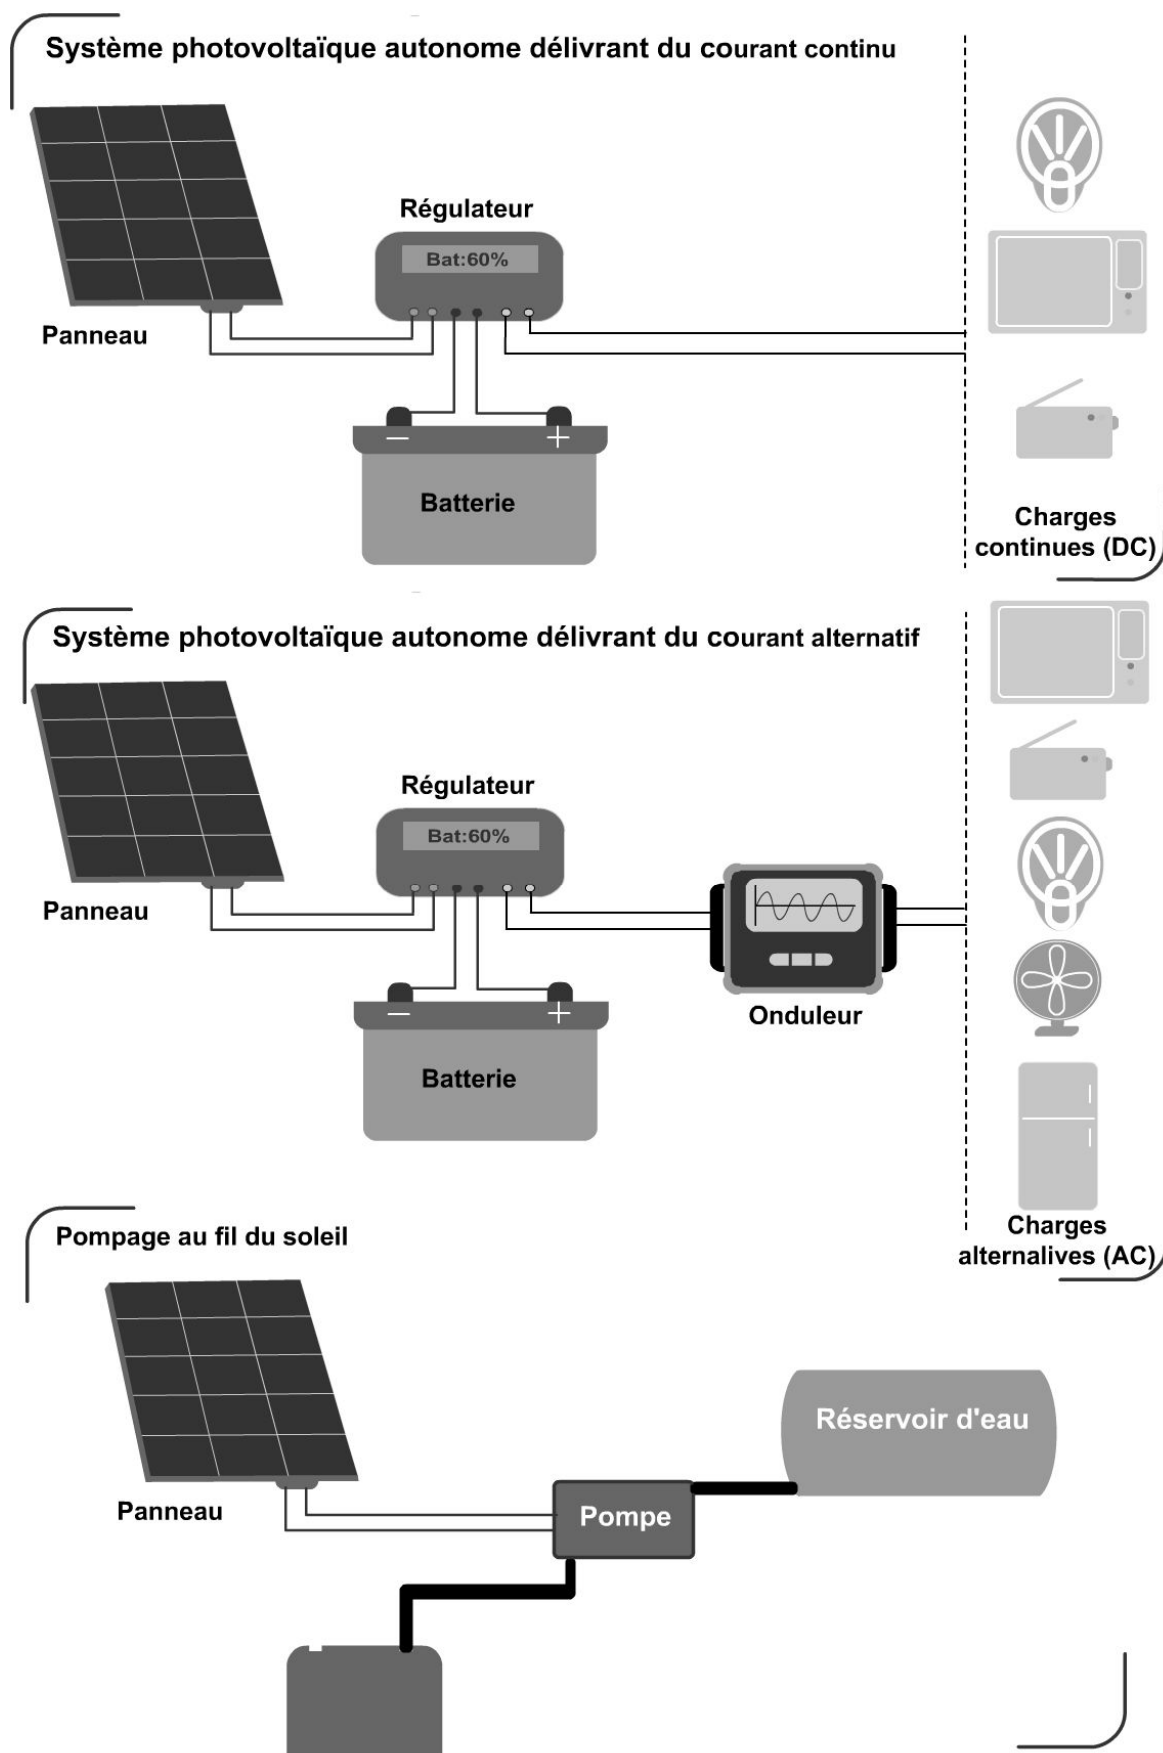 Système photovoltaïque autonome délivrant du courant continu
Régulateur
Bat:60%
Panneau
–
+
Batterie
Charges
continues (DC)
Système photovoltaïque autonome délivrant du courant alternatif
Régulateur
Bat:60%
Panneau
–
+
Onduleur
Batterie
Charges
alternalives (AC)
Pompage au fil du soleil
Réservoir d'eau
Panneau
Pompe